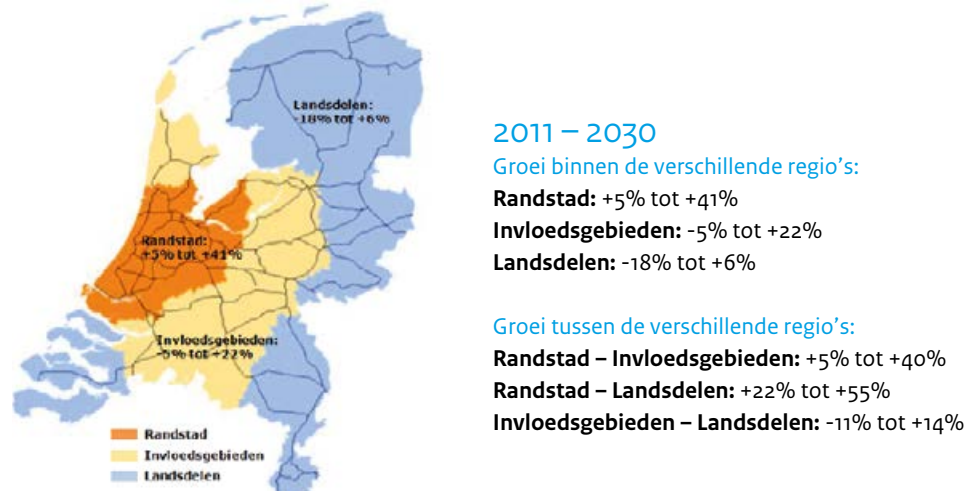 Landsdelen:
-18% tot +6%
Randstad:
+5% tot +41%
Invloedsgebieden:
-5% tot +22%
Randstad
Invloedsgebieden
Landsdelen
2011 – 2030
Groei binnen de verschillende regio's:
Randstad: +5% tot +41%
Invloedsgebieden: -5% tot +22%
Landsdelen: -18% tot +6%
Groei tussen de verschillende regio's:
Randstad – Invloedsgebieden: +5% tot +40%
Randstad – Landsdelen: +22% tot +55%
Invloedsgebieden – Landsdelen: -11% tot +14%